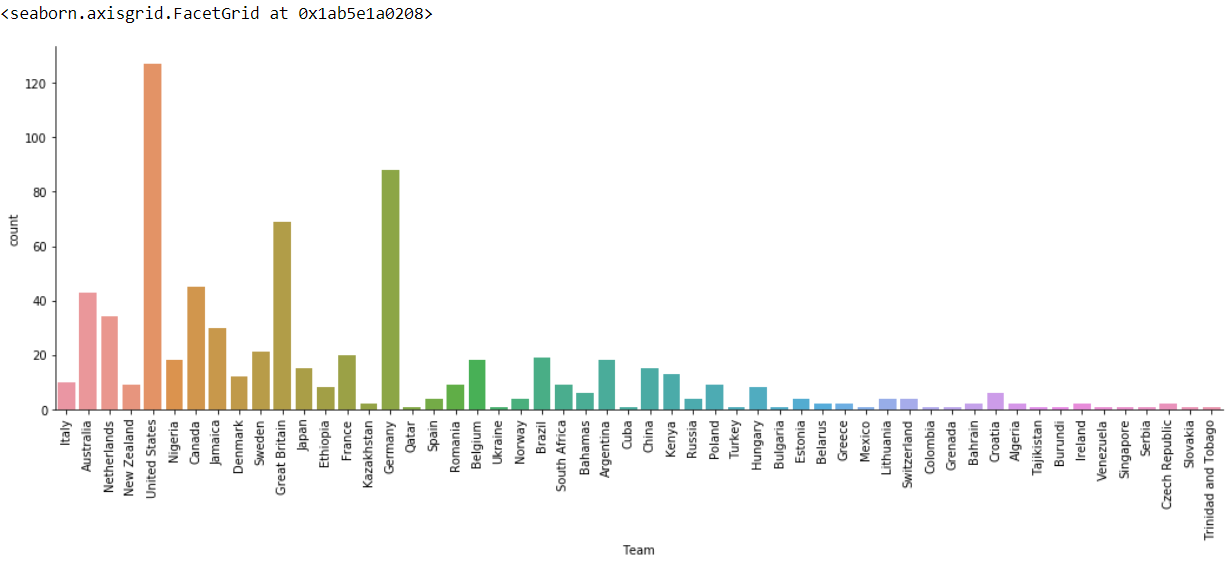 <seaborn.axisgrid.FacetGrid at 0x1ab5e1a0208>
120
100
80
60
40
20
0
count
Italy
Australia
Netherlands
New Zealand
United States
Nigeria
Canada
Jamaica
Denmark
Sweden
Great Britain
Japan
Ethiopia
France
Kazakhstan
Germany
Qatar
Spain
Romania
Belgium
Ukraine
Norway
Brazil
South Africa
Bahamas
Argentina
Cuba
China
Kenya
Russia
Poland
Turkey
Hungary
Bulgaria
Estonia
Belarus
Greece
Mexico
Lithuania
Switzerland
Colombia
Grenada
Bahrain
Croatia
Algeria
Tajikistan
Burundi
Ireland
Venezuela
Singapore
Serbia
Czech Republic
Slovakia
Trinidad and Tobago
Team